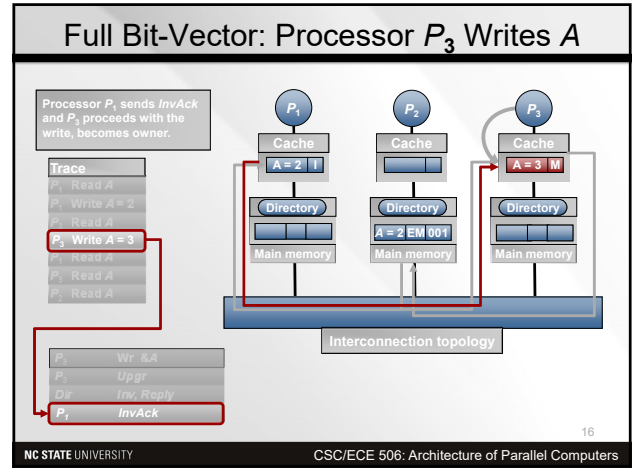 Full Bit-Vector: Processor P₃ Writes A
Processor P₁ sends InvAck
and P₃ proceeds with the
write, becomes owner.
Trace
P₁ Read A
P₁ Write A = 2
P₃ Read A
P₃ Write A = 3
P₁ Read A
P₃ Read A
P₂ Read A
P₁
P₂
P₃
Cache
Cache
Cache
A = 2 I
A = 3 M
Directory
Directory
Directory
A = 2 EM 001
Main memory
Main memory
Main memory
Interconnection topology
P₃ Wr &A
P₃ Upgr
Dir Inv, Reply
P₁ InvAck
16
NC STATE UNIVERSITY
CSC/ECE 506: Architecture of Parallel Computers